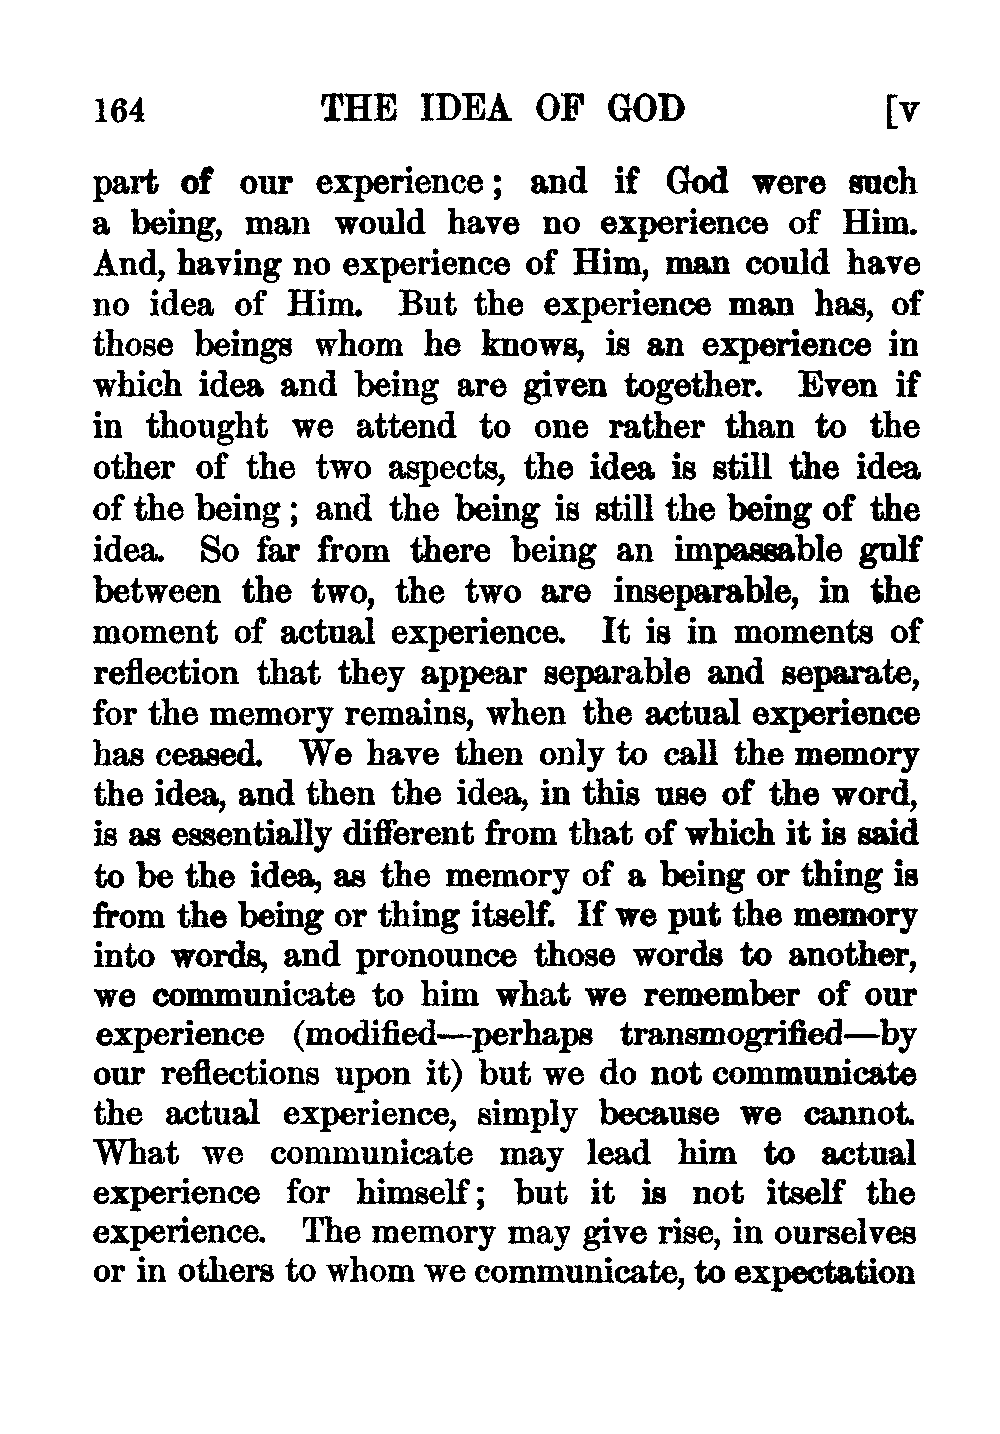 164 THE IDEA OF GOD [v
part of our experience; and if God were such
a being, man would have no experience of Him.
And, having no experience of Him, man could have
no idea of Him. But the experience man has, of
those beings whom he knows, is an experience in
which idea and being are given together. Even if
in thought we attend to one rather than to the
other of the two aspects, the idea is still the idea
of the being; and the being is still the being of the
idea. So far from there being an impassable gulf
between the two, the two are inseparable, in the
moment of actual experience. It is in moments of
reflection that they appear separable and separate,
for the memory remains, when the actual experience
has ceased. We have then only to call the memory
the idea, and then the idea, in this use of the word,
is as essentially different from that of which it is said
to be the idea, as the memory of a being or thing is
from the being or thing itself. If we put the memory
into words, and pronounce those words to another,
we communicate to him what we remember of our
experience (modified—perhaps transmogrified—by
our reflections upon it) but we do not communicate
the actual experience, simply because we cannot.
What we communicate may lead him to actual
experience for himself; but it is not itself the
experience. The memory may give rise, in ourselves
or in others to whom we communicate, to expectation